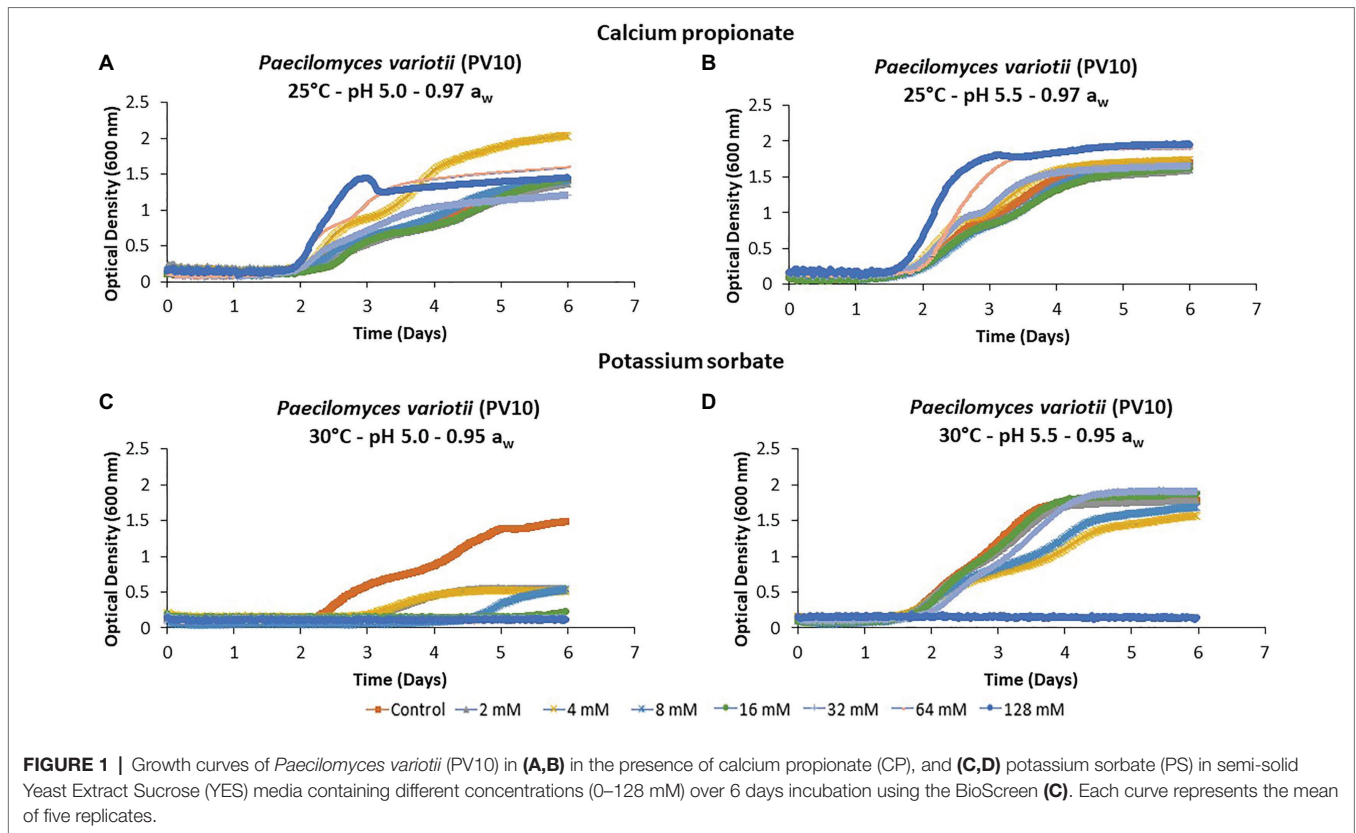 Calcium propionate
A
Paecilomyces variotii (PV10)
25°C - pH 5.0 - 0.97 aw
Optical Density (600 nm)
2.5
2
1.5
1
0.5
0
0 1 2 3 4 5 6 7
Time (Days)
B
Paecilomyces variotii (PV10)
25°C - pH 5.5 - 0.97 aw
Optical Density (600 nm)
2.5
2
1.5
1
0.5
0
0 1 2 3 4 5 6 7
Time (Days)
Potassium sorbate
C
Paecilomyces variotii (PV10)
30°C - pH 5.0 - 0.95 aw
Optical Density (600 nm)
2.5
2
1.5
1
0.5
0
0 1 2 3 4 5 6 7
Time (Days)
D
Paecilomyces variotii (PV10)
30°C - pH 5.5 - 0.95 aw
Optical Density (600 nm)
2.5
2
1.5
1
0.5
0
0 1 2 3 4 5 6 7
Time (Days)
Control 2 mM 4 mM 8 mM 16 mM 32 mM 64 mM 128 mM
FIGURE 1 | Growth curves of Paecilomyces variotii (PV10) in (A,B) in the presence of calcium propionate (CP), and (C,D) potassium sorbate (PS) in semi-solid
Yeast Extract Sucrose (YES) media containing different concentrations (0–128 mM) over 6 days incubation using the BioScreen (C). Each curve represents the mean
of five replicates.